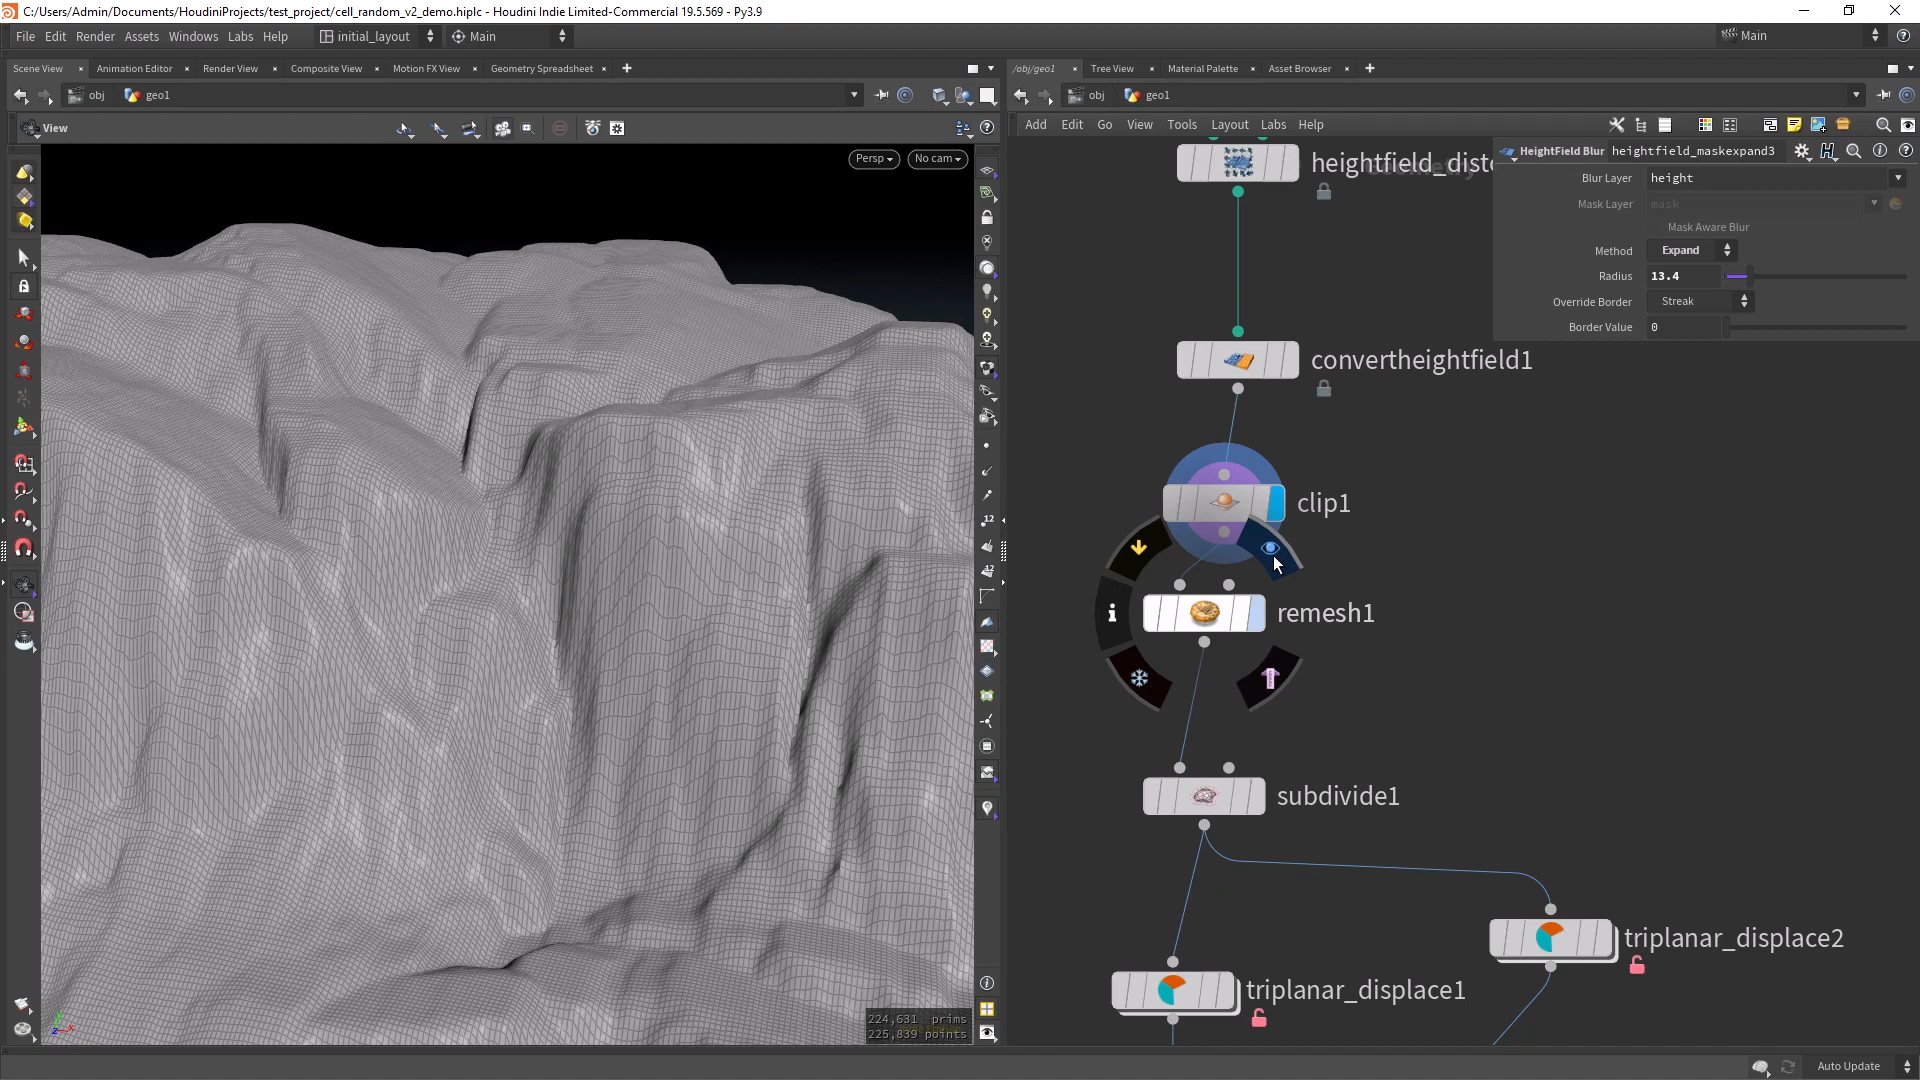 C:/Users/Admin/Documents/HoudiniProjects/test_project/cell_random_v2_demo.hiplc - Houdini Indie Limited-Commercial 19.5.569 - Py3.9
File Edit Render Assets Windows Labs Help initial_layout Main Main
Scene View Animation Editor Render View Composite View Motion FX View Geometry Spreadsheet /obj/geo1 Tree View Material Palette Asset Browser
obj geo1 obj geo1
View
Add Edit Go View Tools Layout Labs Help
Persp No cam
HeightField Blur heightfield_maskexpand3
Blur Layer height
Mask Layer mask
Mask Aware Blur
Method Expand
Radius 13.4
Override Border Streak
Border Value 0
heightfield_disto
convertheightfield1
clip1
remesh1
subdivide1
triplanar_displace2
triplanar_displace1
12
12
224,631 prims
225,839 points
Auto Update